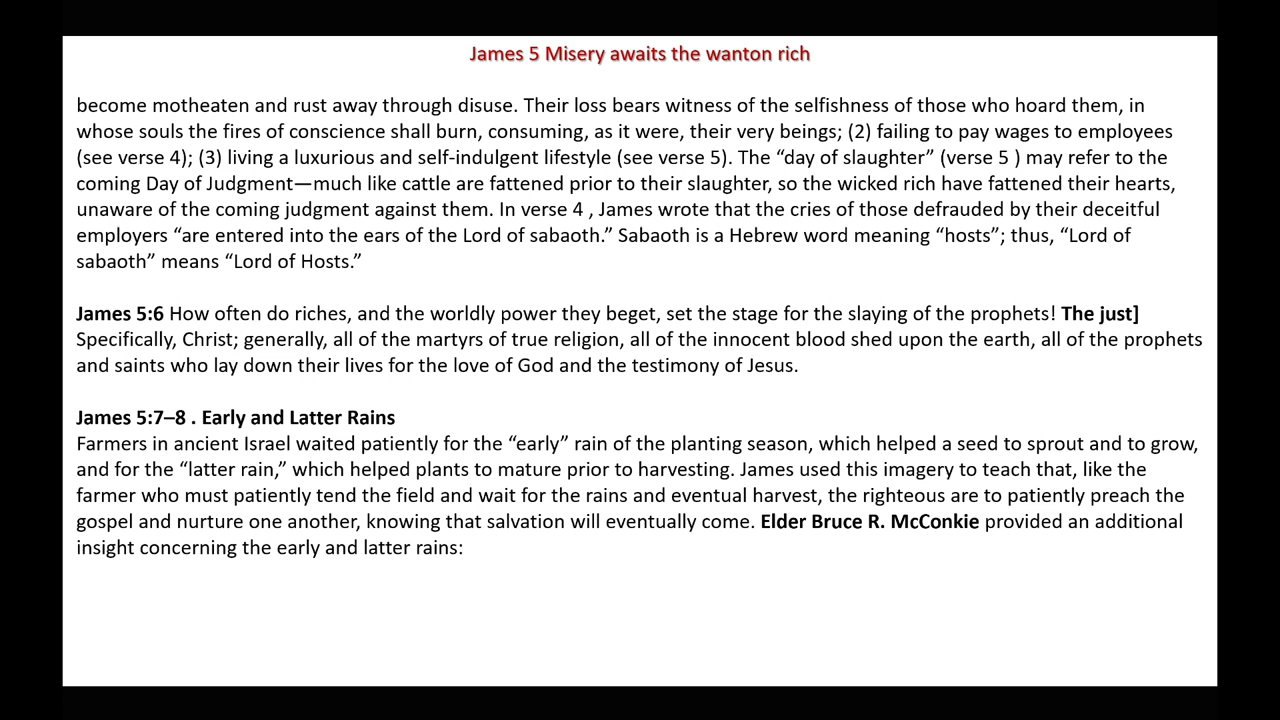 James 5 Misery awaits the wanton rich
become motheaten and rust away through disuse. Their loss bears witness of the selfishness of those who hoard them, in
whose souls the fires of conscience shall burn, consuming, as it were, their very beings; (2) failing to pay wages to employees
(see verse 4); (3) living a luxurious and self-indulgent lifestyle (see verse 5). The “day of slaughter” (verse 5 ) may refer to the
coming Day of Judgment—much like cattle are fattened prior to their slaughter, so the wicked rich have fattened their hearts,
unaware of the coming judgment against them. In verse 4 , James wrote that the cries of those defrauded by their deceitful
employers “are entered into the ears of the Lord of sabaoth.” Sabaoth is a Hebrew word meaning “hosts”; thus, “Lord of
sabaoth” means “Lord of Hosts.”
James 5:6 How often do riches, and the worldly power they beget, set the stage for the slaying of the prophets! The just]
Specifically, Christ; generally, all of the martyrs of true religion, all of the innocent blood shed upon the earth, all of the prophets
and saints who lay down their lives for the love of God and the testimony of Jesus.
James 5:7–8 . Early and Latter Rains
Farmers in ancient Israel waited patiently for the “early” rain of the planting season, which helped a seed to sprout and to grow,
and for the “latter rain,” which helped plants to mature prior to harvesting. James used this imagery to teach that, like the
farmer who must patiently tend the field and wait for the rains and eventual harvest, the righteous are to patiently preach the
gospel and nurture one another, knowing that salvation will eventually come. Elder Bruce R. McConkie provided an additional
insight concerning the early and latter rains: